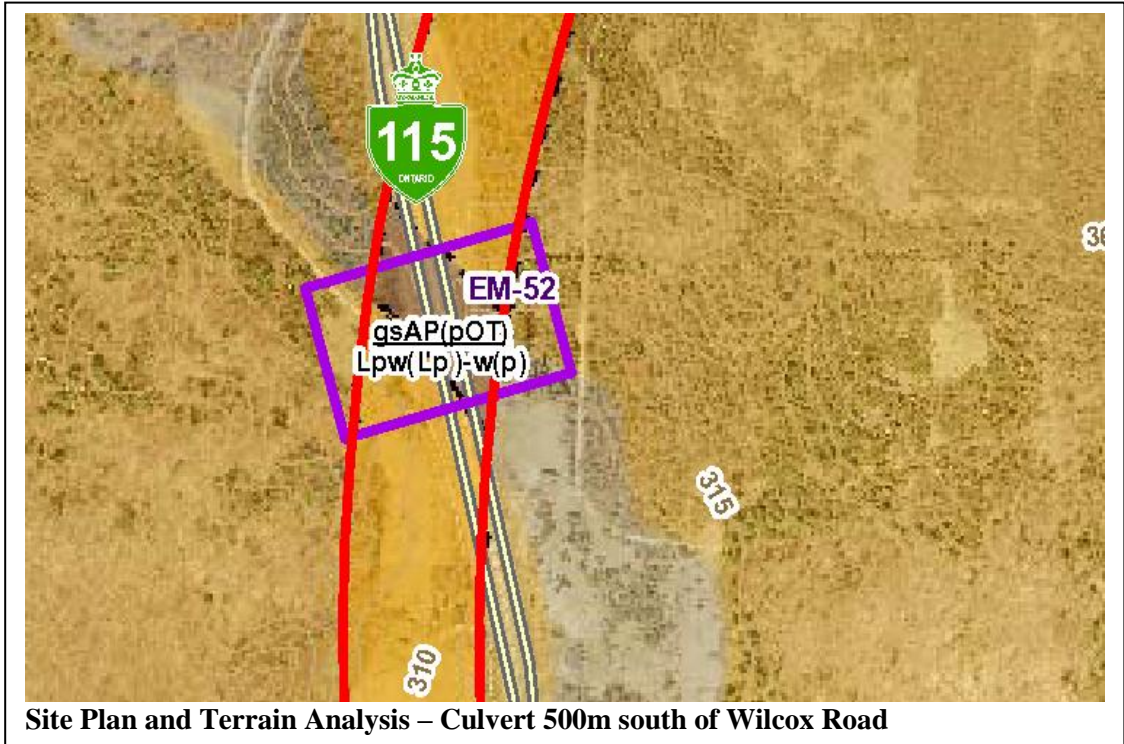 115
ONTARIO
EM-52
gsAP(pOT)
Lpw(Lp)-w(p)
315
310
Site Plan and Terrain Analysis – Culvert 500m south of Wilcox Road